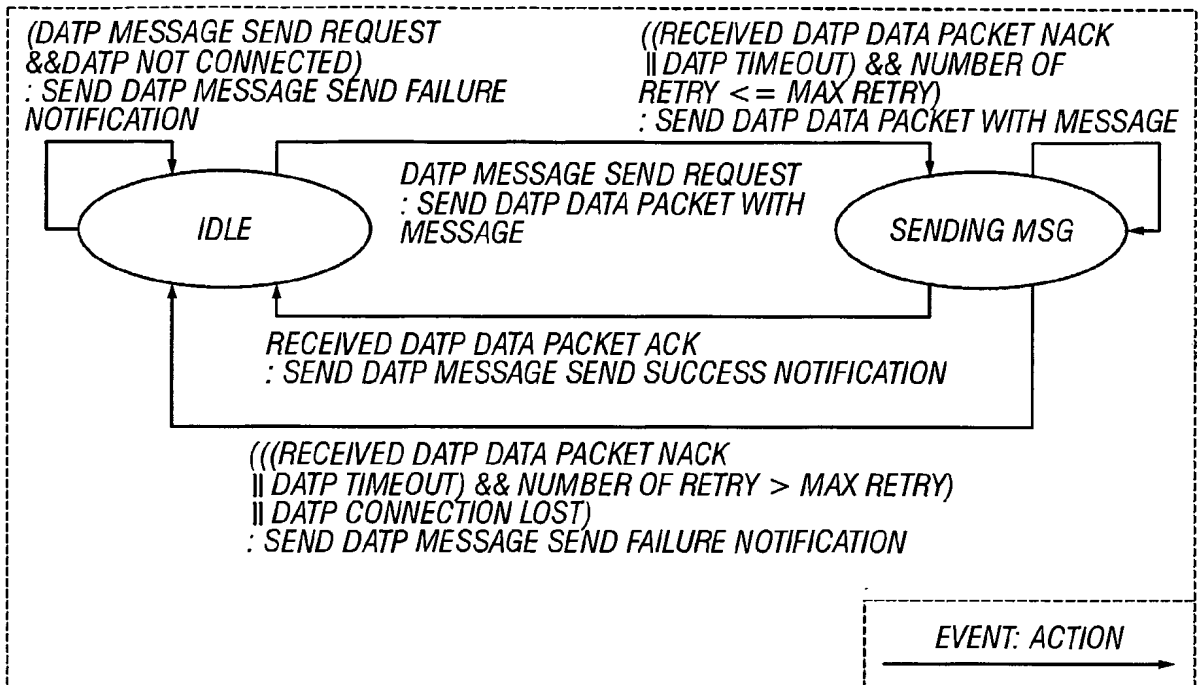 (DATP MESSAGE SEND REQUEST
&&DATP NOT CONNECTED)
: SEND DATP MESSAGE SEND FAILURE
NOTIFICATION
((RECEIVED DATP DATA PACKET NACK
|| DATP TIMEOUT) && NUMBER OF
RETRY <= MAX RETRY)
: SEND DATP DATA PACKET WITH MESSAGE
DATP MESSAGE SEND REQUEST
: SEND DATP DATA PACKET WITH
MESSAGE
IDLE
SENDING MSG
RECEIVED DATP DATA PACKET ACK
: SEND DATP MESSAGE SEND SUCCESS NOTIFICATION
(((RECEIVED DATP DATA PACKET NACK
|| DATP TIMEOUT) && NUMBER OF RETRY > MAX RETRY)
|| DATP CONNECTION LOST)
: SEND DATP MESSAGE SEND FAILURE NOTIFICATION
EVENT: ACTION